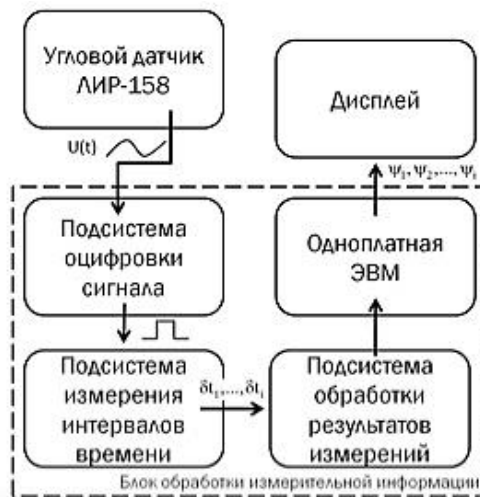 Угловой датчик
ЛИР-158
U(t)
Подсистема
оцифровки
сигнала
Подсистема
измерения
интервалов
времени
δt₁,...,δtᵢ
Подсистема
обработки
результатов
измерений
Одноплатная
ЭВМ
ψ₁, ψ₂,..., ψᵢ
Дисплей
Блок обработки измерительной информации